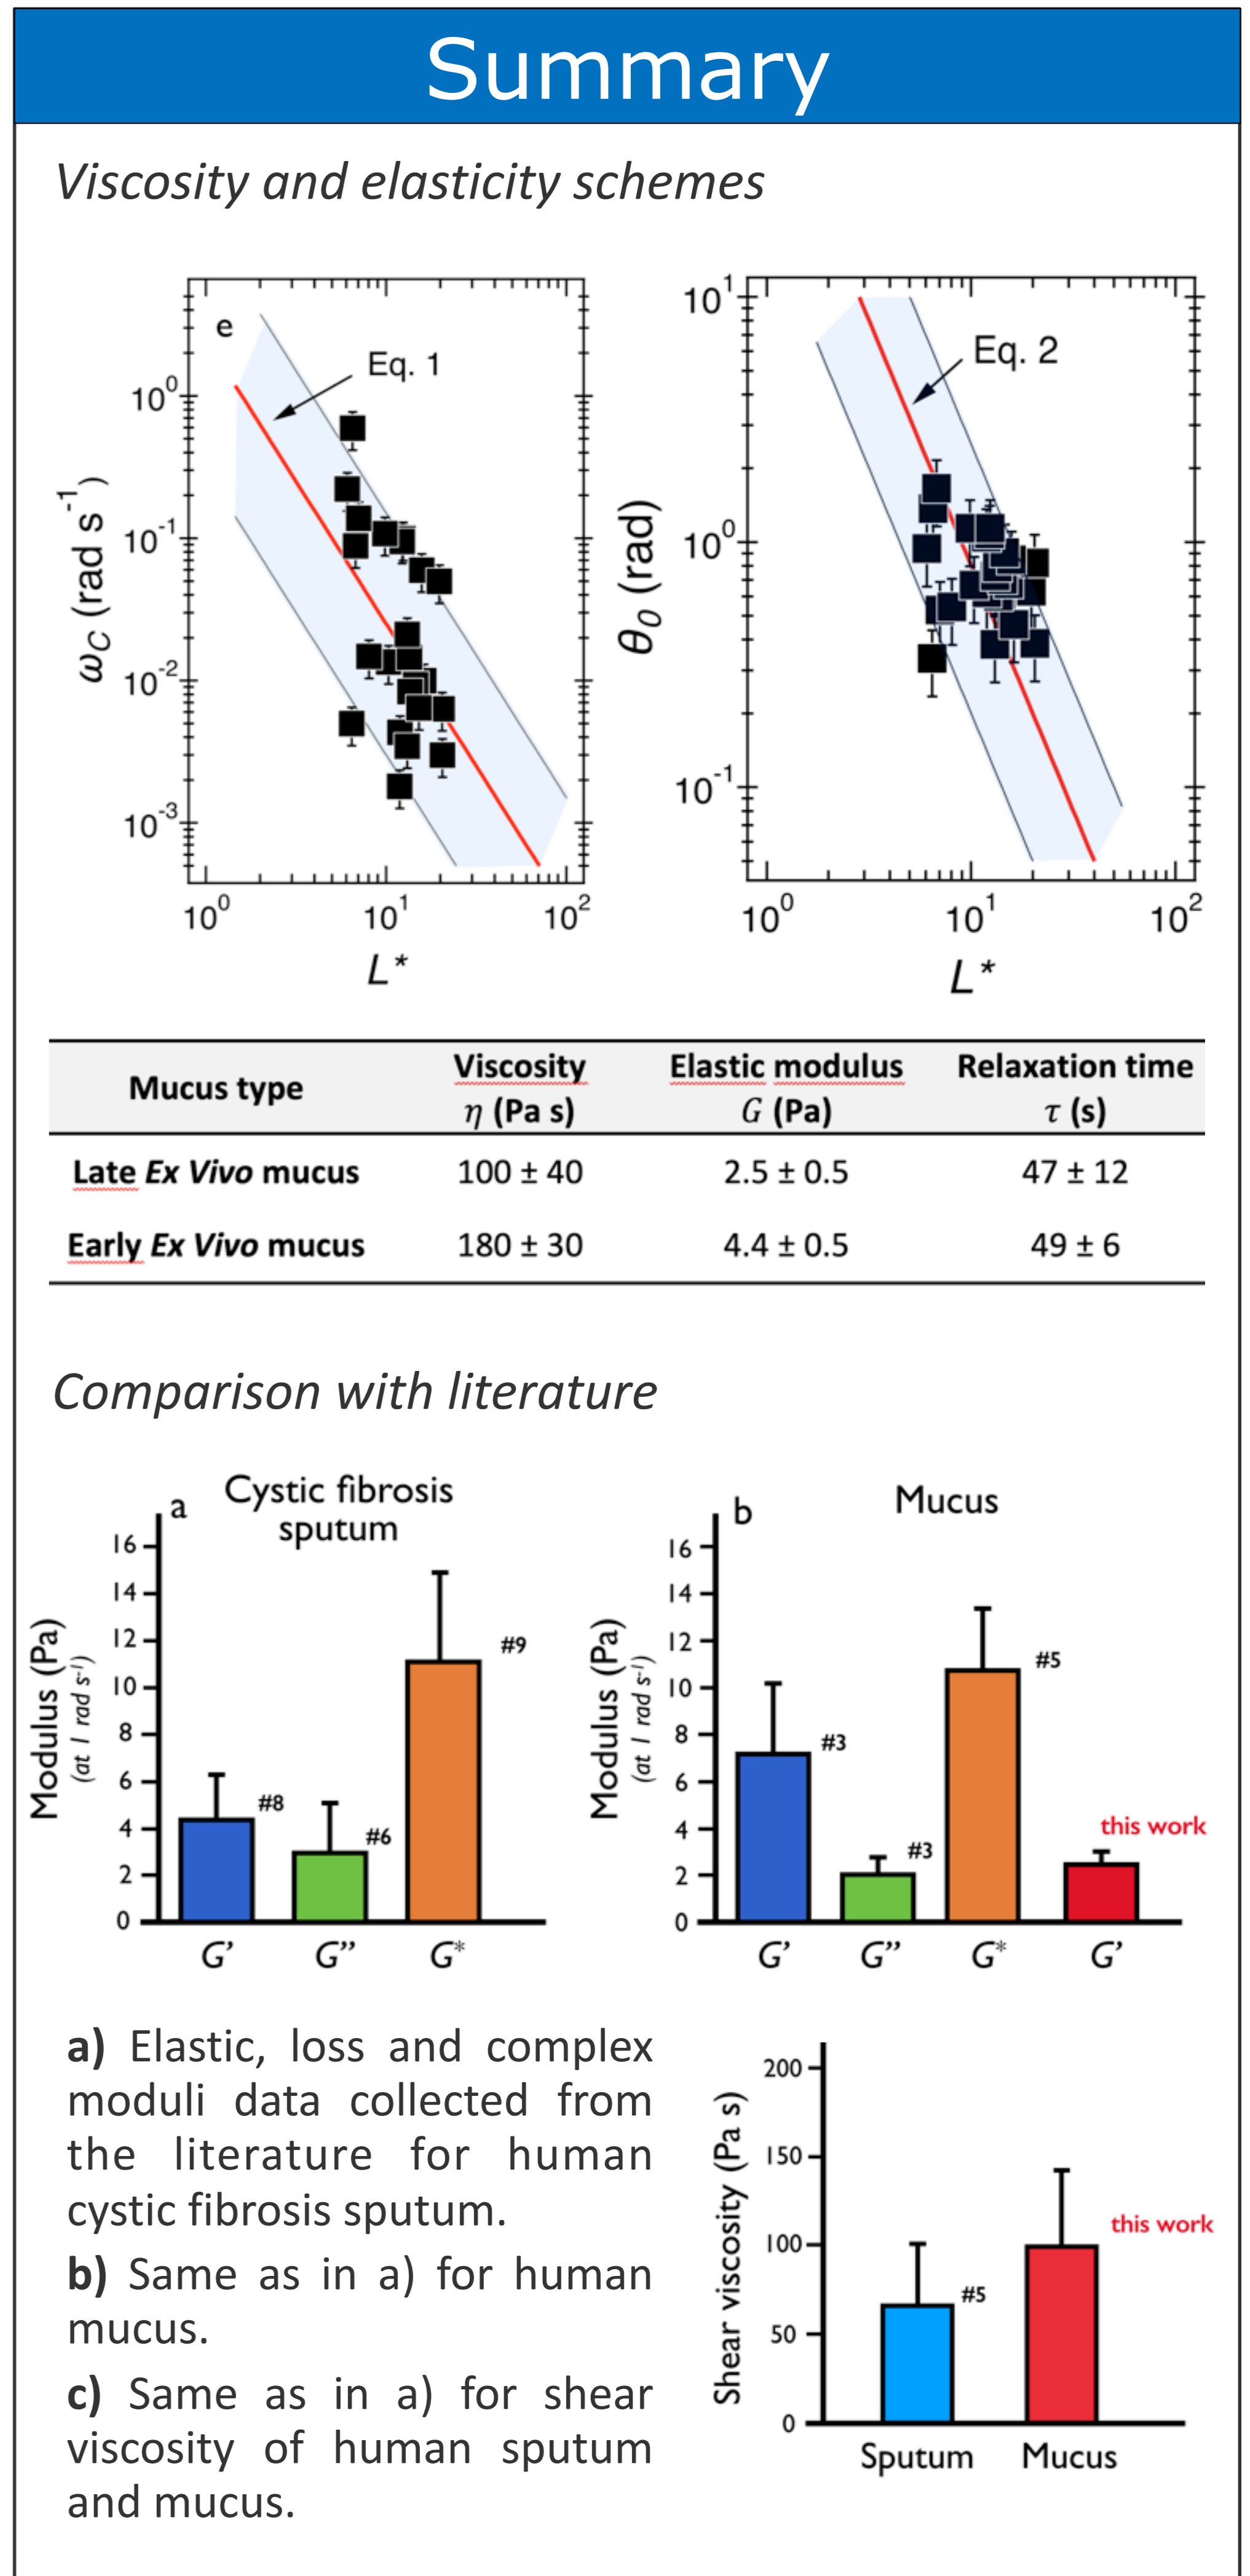 Summary
Viscosity and elasticity schemes
e
Eq. 1
10^0
10^-1
10^-2
10^-3
ω_C (rad s^-1)
10^0 10^1 10^2
L*
Eq. 2
10^1
10^0
10^-1
θ_0 (rad)
10^0 10^1 10^2
L*
Mucus type Viscosity η (Pa s) Elastic modulus G (Pa) Relaxation time τ (s)
Late Ex Vivo mucus 100 ± 40 2.5 ± 0.5 47 ± 12
Early Ex Vivo mucus 180 ± 30 4.4 ± 0.5 49 ± 6
Comparison with literature
a
Cystic fibrosis
sputum
Modulus (Pa)
(at 1 rad s^-1)
16
14
12
10
8
6
4
2
0
#8
#6
#9
G’ G’’ G*
b
Mucus
Modulus (Pa)
(at 1 rad s^-1)
16
14
12
10
8
6
4
2
0
#3
#3
#5
this work
G’ G’’ G* G’
a) Elastic, loss and complex
moduli data collected from
the literature for human
cystic fibrosis sputum.
b) Same as in a) for human
mucus.
c) Same as in a) for shear
viscosity of human sputum
and mucus.
Shear viscosity (Pa s)
200
150
100
50
0
#5
this work
Sputum Mucus